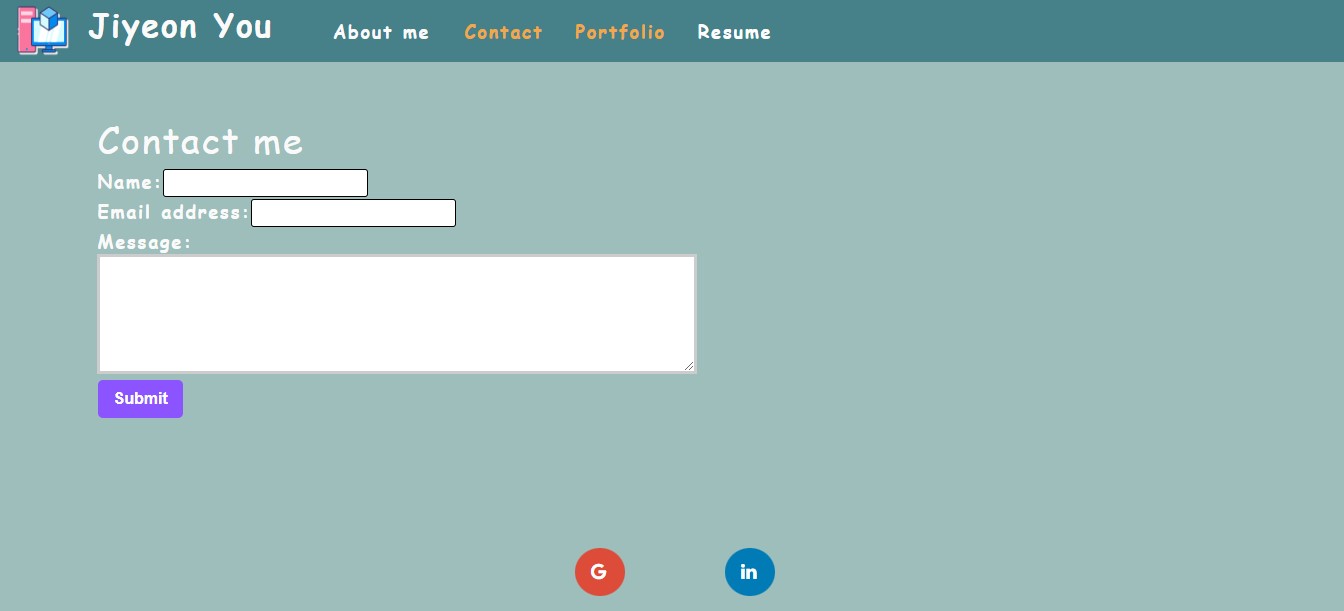 Jiyeon You About me Contact Portfolio Resume
Contact me
Name:
Email address:
Message:
Submit
G in